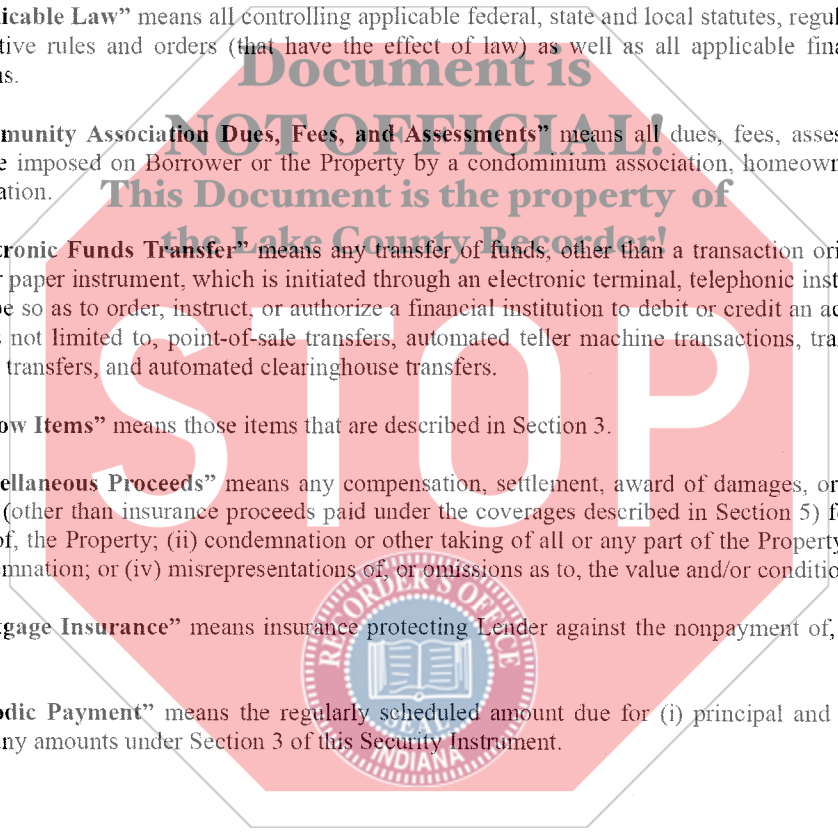 icable Law” means all controlling applicable federal, state and local statutes, regul
tive rules and orders (that have the effect of law) as well as all applicable fina
ns.
Document is
munity Association Dues, Fees, and Assessments” means all dues, fees, asses
NOT OFFICIAL!
e imposed on Borrower or the Property by a condominium association, homeown
ation.
This Document is the property of
the Lake County Recorder!
tronic Funds Transfer” means any transfer of funds, other than a transaction ori
r paper instrument, which is initiated through an electronic terminal, telephonic inst
pe so as to order, instruct, or authorize a financial institution to debit or credit an ac
s not limited to, point-of-sale transfers, automated teller machine transactions, tra
transfers, and automated clearinghouse transfers.
STOP
ow Items” means those items that are described in Section 3.
ellaneous Proceeds” means any compensation, settlement, award of damages, or
(other than insurance proceeds paid under the coverages described in Section 5) f
of, the Property; (ii) condemnation or other taking of all or any part of the Property
emnation; or (iv) misrepresentations of, or omissions as to, the value and/or conditio
RECORDER'S OFFICE
tgage Insurance” means insurance protecting Lender against the nonpayment of,
odic Payment” means the regularly scheduled amount due for (i) principal and
SEAL
ny amounts under Section 3 of this Security Instrument.
INDIANA